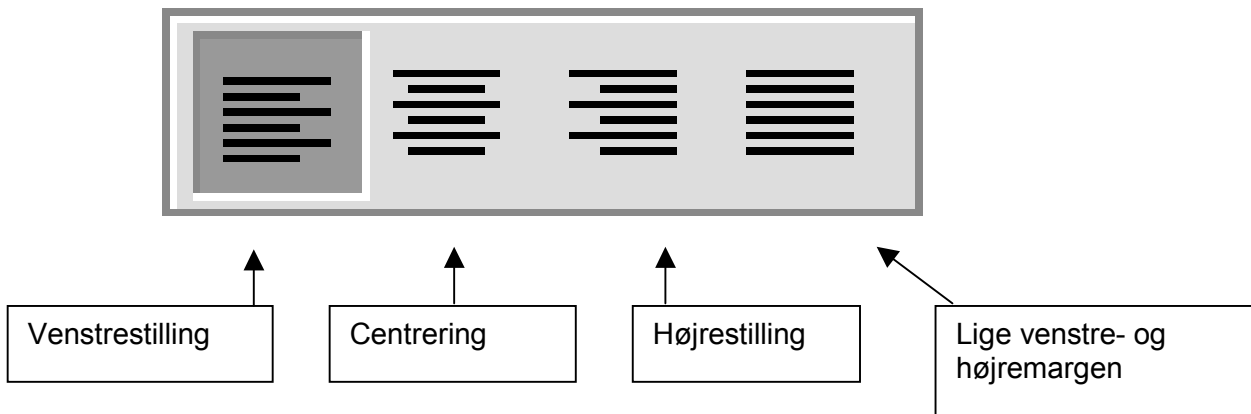 Venstrestilling
Centrering
Højrestilling
Lige venstre- og
højremargen